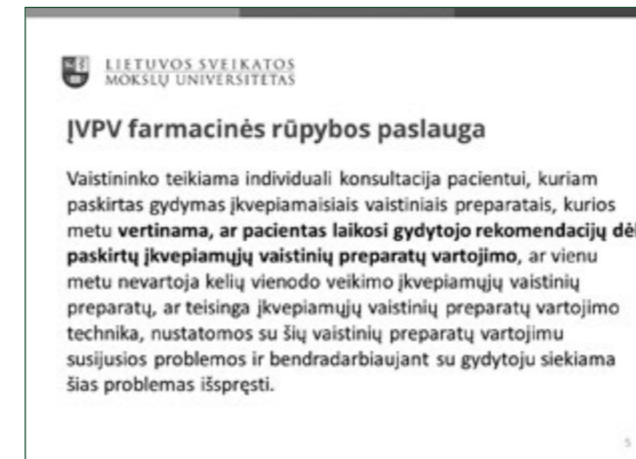 LIETUVOS SVEIKATOS
MOKSLŲ UNIVERSITETAS
ĮVPV farmacinės rūpybos paslauga
Vaistininko teikiama individuali konsultacija pacientui, kuriam
paskirtas gydymas įkvepiamaisiais vaistiniais preparatais, kurios
metu vertinama, ar pacientas laikosi gydytojo rekomendacijų dėl
paskirtų įkvepiamųjų vaistinių preparatų vartojimo, ar vienu
metu nevartoja kelių vienodo veikimo įkvepiamųjų vaistinių
preparatų, ar teisinga įkvepiamųjų vaistinių preparatų vartojimo
technika, nustatomos su šių vaistinių preparatų vartojimu
susijusios problemos ir bendradarbiaujant su gydytoju siekiama
šias problemas išspręsti.
5